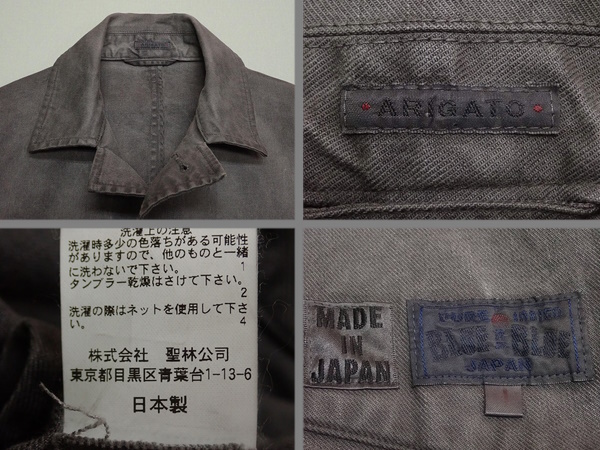 • ARIGATO •
洗濯上の注意
洗濯時多少の色落ちがある可能性
がありますので、他のものと一緒
に洗わないで下さい。
1
タンブラー乾燥はさけて下さい。
2
洗濯の際はネットを使用して下さ
い。 4
株式会社 聖林公司
東京都目黒区青葉台1-13-6
日本製
MADE
IN
JAPAN
PURE INDIGO
BLUE BLUE
JAPAN
1